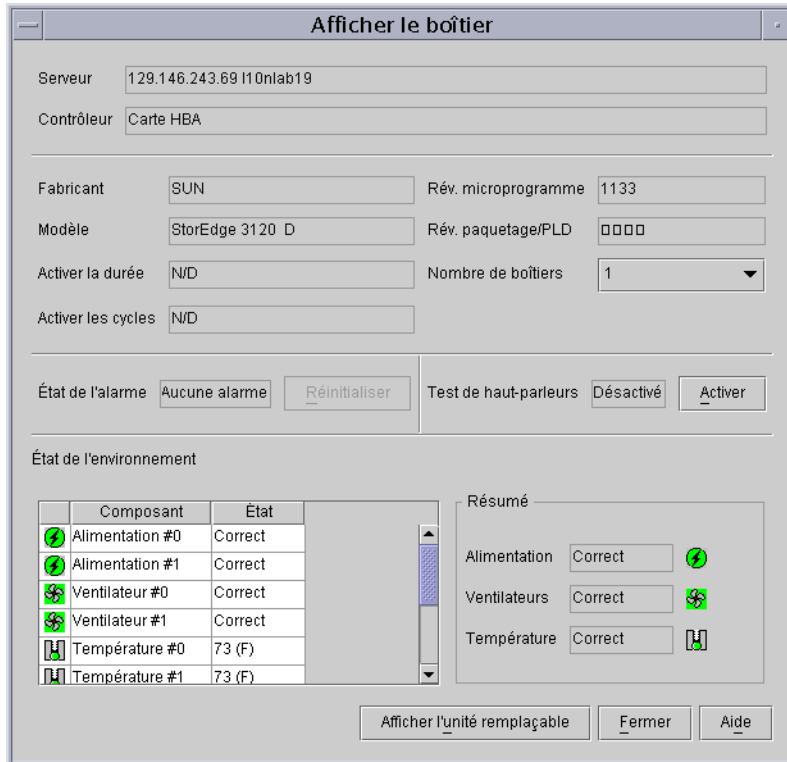 Afficher le boîtier
Serveur 129.146.243.69 l10nlab19
Contrôleur Carte HBA
Fabricant SUN Rév. microprogramme 1133
Modèle StorEdge 3120 D Rév. paquetage/PLD
Activer la durée N/D Nombre de boîtiers 1
Activer les cycles N/D
État de l'alarme Aucune alarme Réinitialiser Test de haut-parleurs Désactivé Activer
État de l'environnement
Composant État
Alimentation #0 Correct
Alimentation #1 Correct
Ventilateur #0 Correct
Ventilateur #1 Correct
Température #0 73 (F)
Température #1 73 (F)
Résumé
Alimentation Correct
Ventilateurs Correct
Température Correct
Afficher l'unité remplaçable Fermer Aide